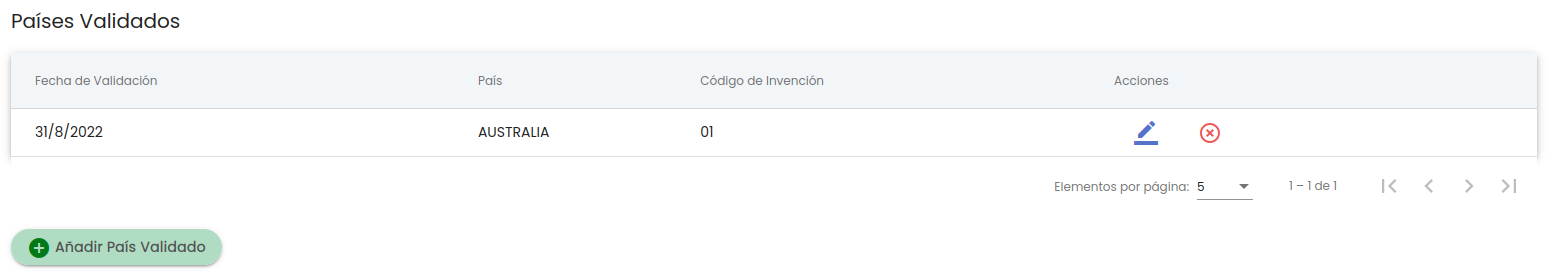 Países Validados
Fecha de Validación País Código de Invención Acciones
31/8/2022 AUSTRALIA 01
Elementos por página: 5 1 – 1 de 1
Añadir País Validado